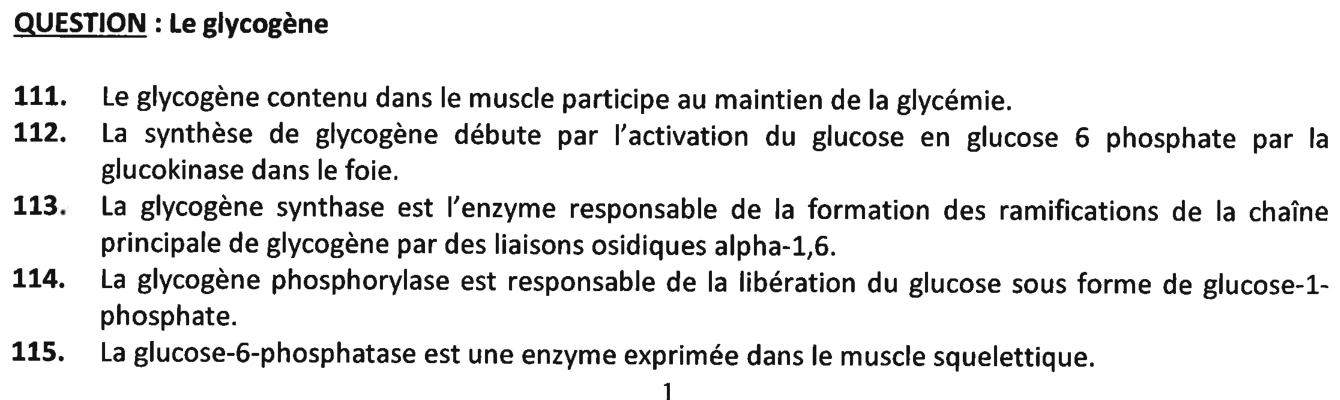 QUESTION : Le glycogène
111. Le glycogène contenu dans le muscle participe au maintien de la glycémie.
112. La synthèse de glycogène débute par l'activation du glucose en glucose 6 phosphate par la
glucokinase dans le foie.
113. La glycogène synthase est l'enzyme responsable de la formation des ramifications de la chaîne
principale de glycogène par des liaisons osidiques alpha-1,6.
114. La glycogène phosphorylase est responsable de la libération du glucose sous forme de glucose-1-
phosphate.
115. La glucose-6-phosphatase est une enzyme exprimée dans le muscle squelettique.
1